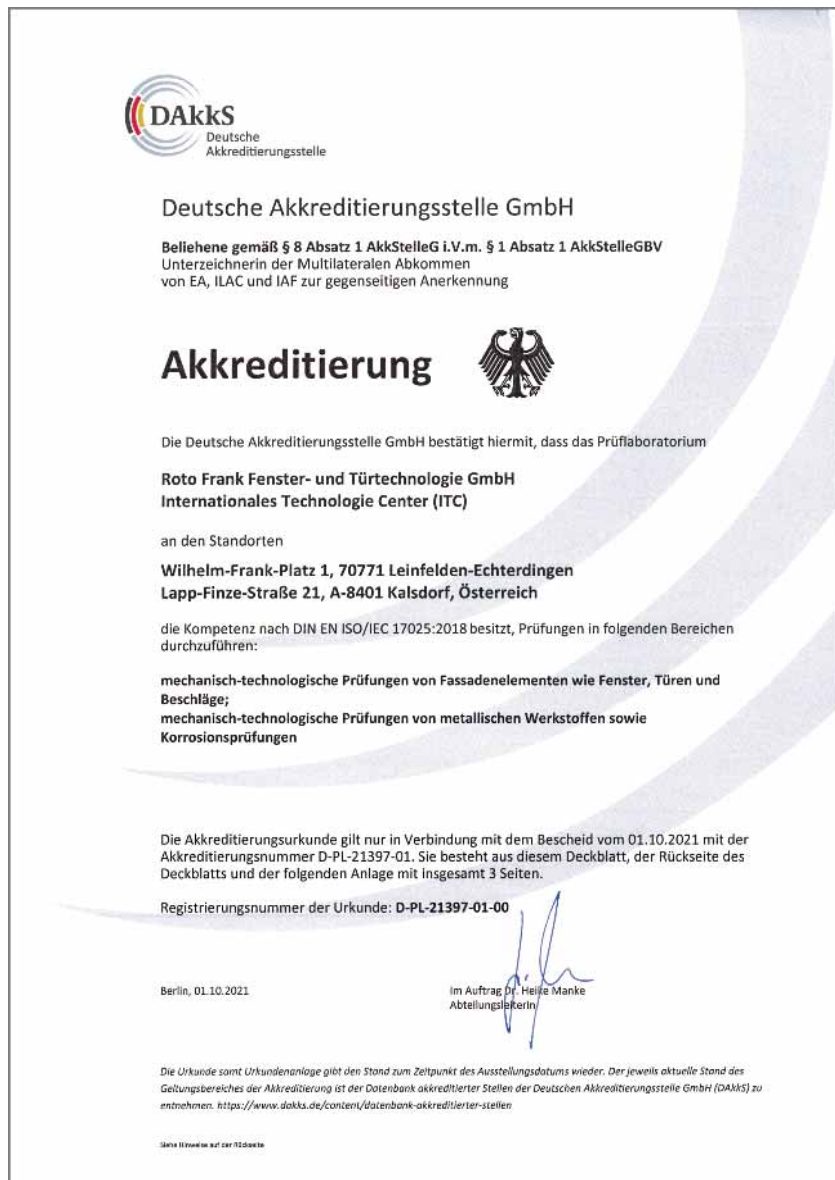 DAkkS
Deutsche
Akkreditierungsstelle
Deutsche Akkreditierungsstelle GmbH
Beliehene gemäß § 8 Absatz 1 AkkStelleG i.V.m. § 1 Absatz 1 AkkStelleGBV
Unterzeichnerin der Multilateralen Abkommen
von EA, ILAC und IAF zur gegenseitigen Anerkennung
Akkreditierung
Die Deutsche Akkreditierungsstelle GmbH bestätigt hiermit, dass das Prüflaboratorium
Roto Frank Fenster- und Türtechnologie GmbH
Internationales Technologie Center (ITC)
an den Standorten
Wilhelm-Frank-Platz 1, 70771 Leinfelden-Echterdingen
Lapp-Finze-Straße 21, A-8401 Kalsdorf, Österreich
die Kompetenz nach DIN EN ISO/IEC 17025:2018 besitzt, Prüfungen in folgenden Bereichen
durchzuführen:
mechanisch-technologische Prüfungen von Fassadenelementen wie Fenster, Türen und
Beschläge;
mechanisch-technologische Prüfungen von metallischen Werkstoffen sowie
Korrosionsprüfungen
Die Akkreditierungsurkunde gilt nur in Verbindung mit dem Bescheid vom 01.10.2021 mit der
Akkreditierungsnummer D-PL-21397-01. Sie besteht aus diesem Deckblatt, der Rückseite des
Deckblatts und der folgenden Anlage mit insgesamt 3 Seiten.
Registrierungsnummer der Urkunde: D-PL-21397-01-00
Berlin, 01.10.2021
Im Auftrag Dr. Heike Manke
Abteilungsleiterin
Die Urkunde samt Urkundenanlage gibt den Stand zum Zeitpunkt des Ausstellungsdatums wieder. Der jeweils aktuelle Stand des
Geltungsbereiches der Akkreditierung ist der Datenbank akkreditierter Stellen der Deutschen Akkreditierungsstelle GmbH (DAkkS) zu
entnehmen. https://www.dakks.de/content/datenbank-akkreditierter-stellen
Siehe Hinweise auf der Rückseite